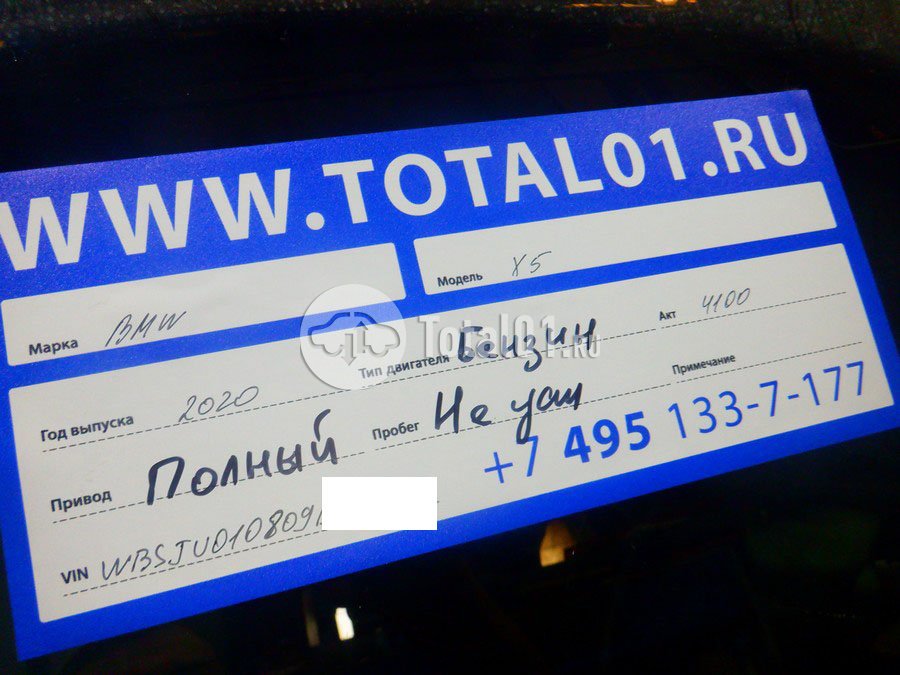 WWW.TOTAL01.RU
Марка BMW Модель X5
Год выпуска 2020 Тип двигателя Бензин Акт 4100
Привод Полный Пробег Не уст Примечание
VIN WBSJU010809
+7 495 133-7-177
Total01.RU